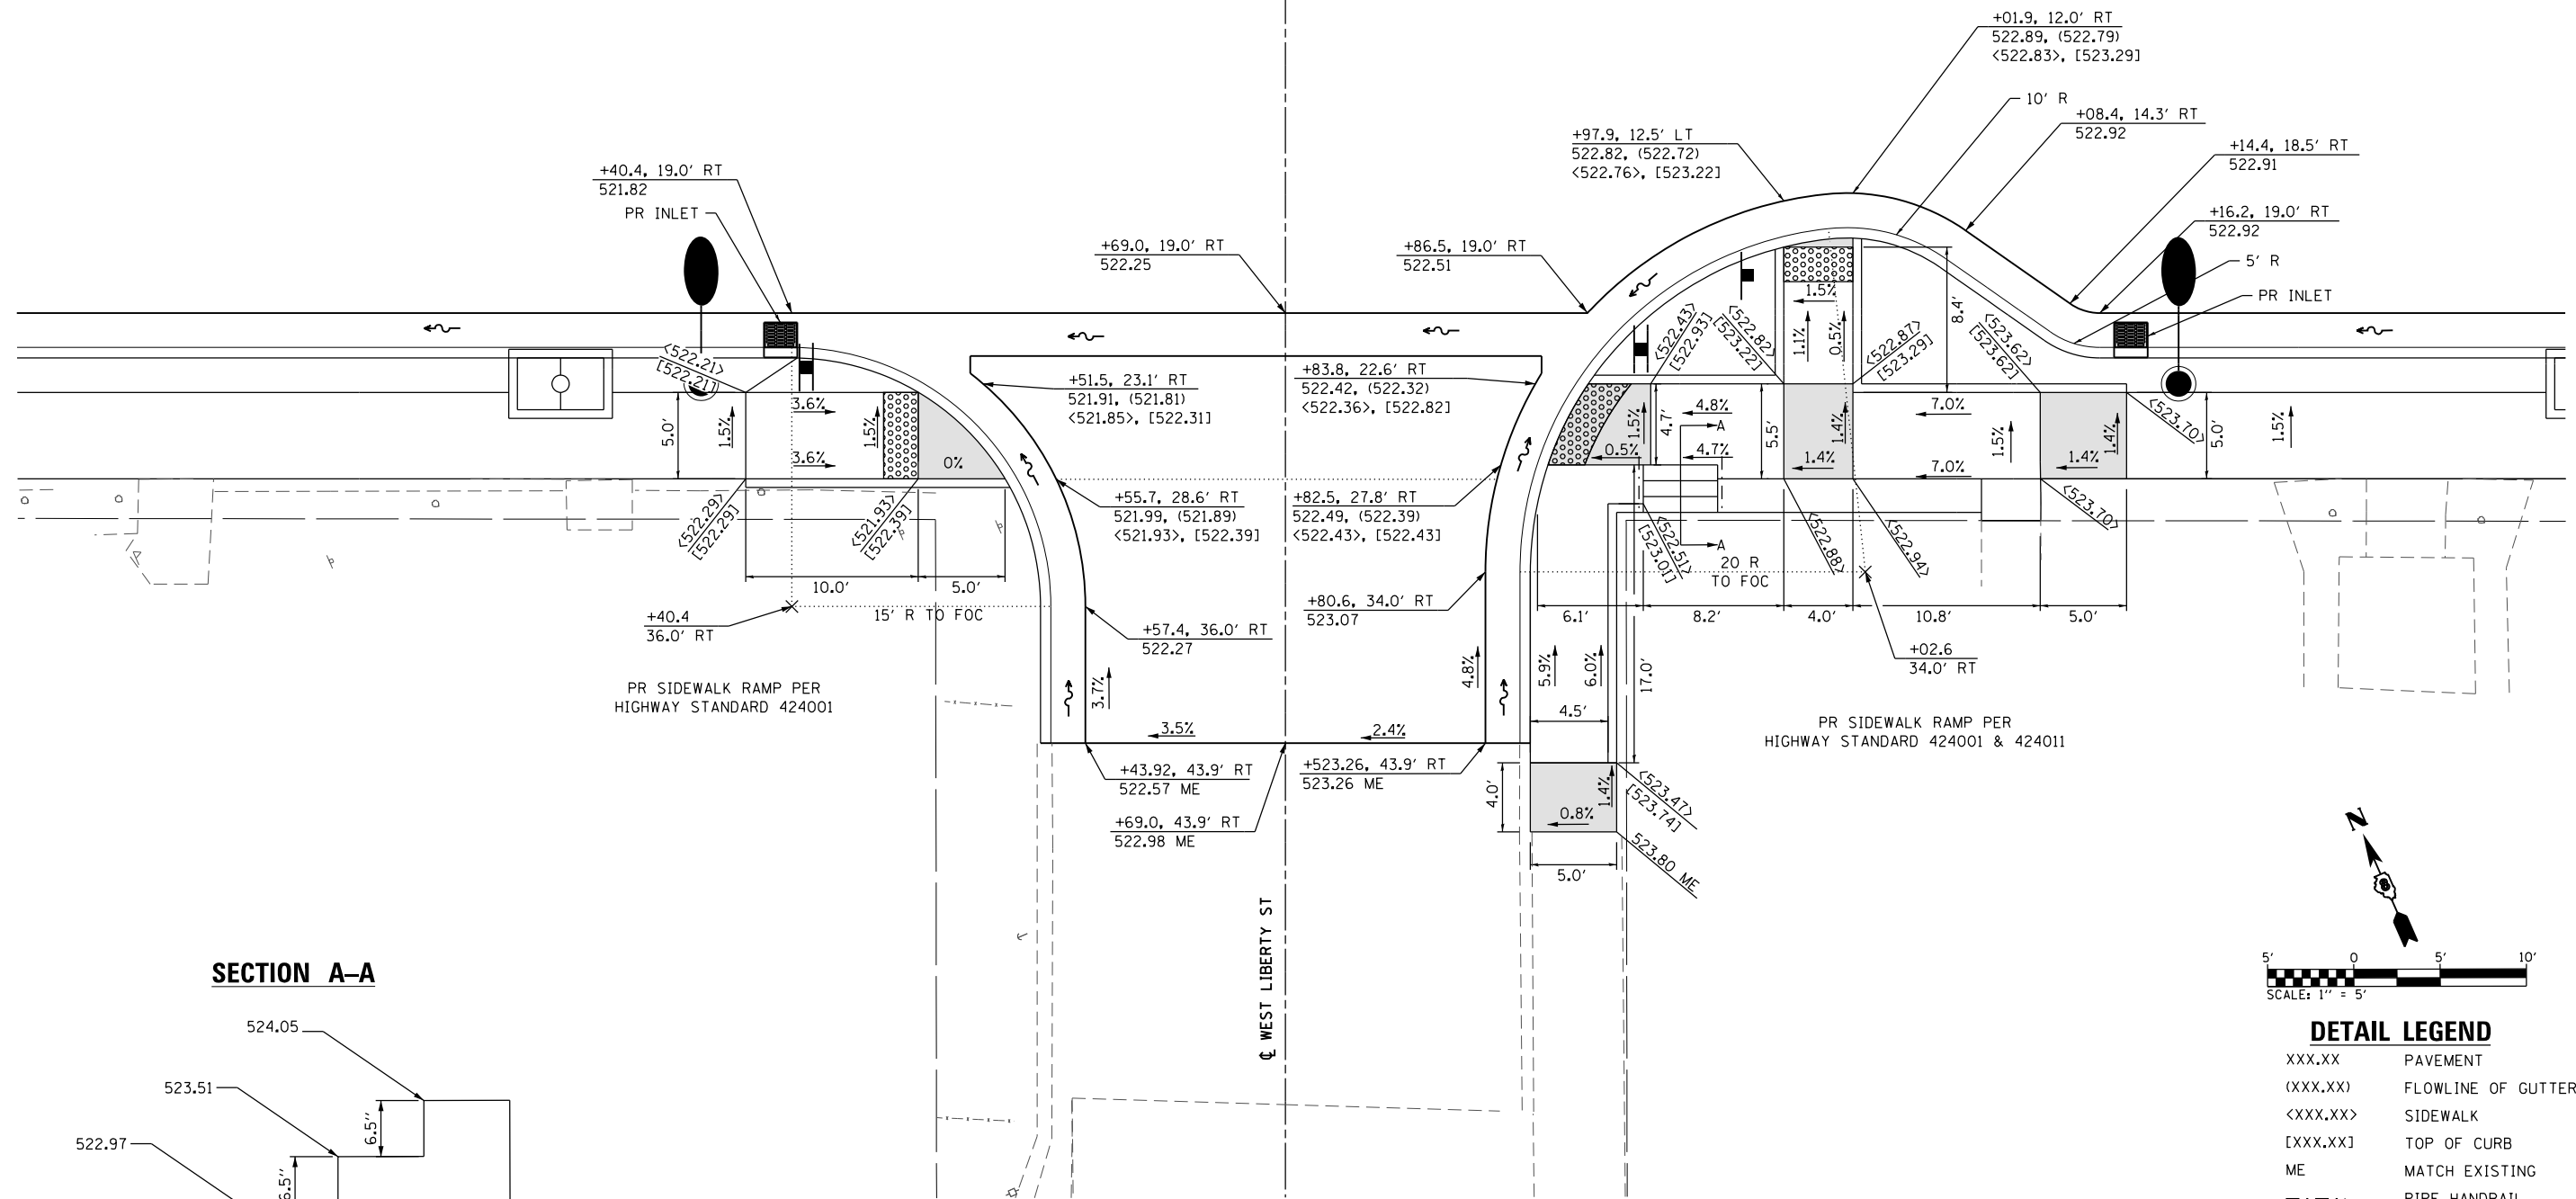 +01.9, 12.0' RT
522.89, (522.79)
<522.83>, [523.29]
10' R
+08.4, 14.3' RT
522.92
+97.9, 12.5' LT
522.82, (522.72)
<522.76>, [523.22]
+14.4, 18.5' RT
522.91
+40.4, 19.0' RT
521.82
PR INLET
+16.2, 19.0' RT
522.92
+69.0, 19.0' RT
522.25
+86.5, 19.0' RT
522.51
5' R
PR INLET
<522.21>
[522.21]
3.6%
3.6%
5.0'
1.5%
1.5%
0%
<522.29>
[522.29]
<521.93>
[522.39]
10.0'
5.0'
+40.4
36.0' RT
15' R TO FOC
PR SIDEWALK RAMP PER
HIGHWAY STANDARD 424001
+51.5, 23.1' RT
521.91, (521.81)
<521.85>, [522.31]
+83.8, 22.6' RT
522.42, (522.32)
<522.36>, [522.82]
+55.7, 28.6' RT
521.99, (521.89)
<521.93>, [522.39]
+82.5, 27.8' RT
522.49, (522.39)
<522.43>, [522.43]
+57.4, 36.0' RT
522.27
+80.6, 34.0' RT
523.07
3.7%
4.8%
3.5%
2.4%
+43.92, 43.9' RT
522.57 ME
+523.26, 43.9' RT
523.26 ME
+69.0, 43.9' RT
522.98 ME
<522.43>
[522.93]
<522.82>
[523.22]
1.5%
1.1%
0.5%
<522.87>
[523.29]
8.4'
<523.62>
[523.62]
1.5%
4.7'
4.8%
A
0.5%
4.7%
5.5'
1.4%
1.4%
7.0%
7.0%
1.5%
1.4%
1.4%
<523.70>
5.0'
1.5%
<523.70>
<522.51>
[523.01]
A
20 R
TO FOC
<522.88>
<522.94>
6.1'
8.2'
4.0'
10.8'
5.0'
+02.6
34.0' RT
5.9%
6.0%
17.0'
4.5'
PR SIDEWALK RAMP PER
HIGHWAY STANDARD 424001 & 424011
4.0'
0.8%
1.4%
<523.47>
[523.74]
523.80 ME
5.0'
℄ WEST LIBERTY ST
N
5' 0 5' 10'
SCALE: 1'' = 5'
SECTION A–A
524.05
523.51
522.97
6.5''
6.5''
DETAIL LEGEND
XXX.XX PAVEMENT
(XXX.XX) FLOWLINE OF GUTTER
<XXX.XX> SIDEWALK
[XXX.XX] TOP OF CURB
ME MATCH EXISTING
PIPE HANDRAIL